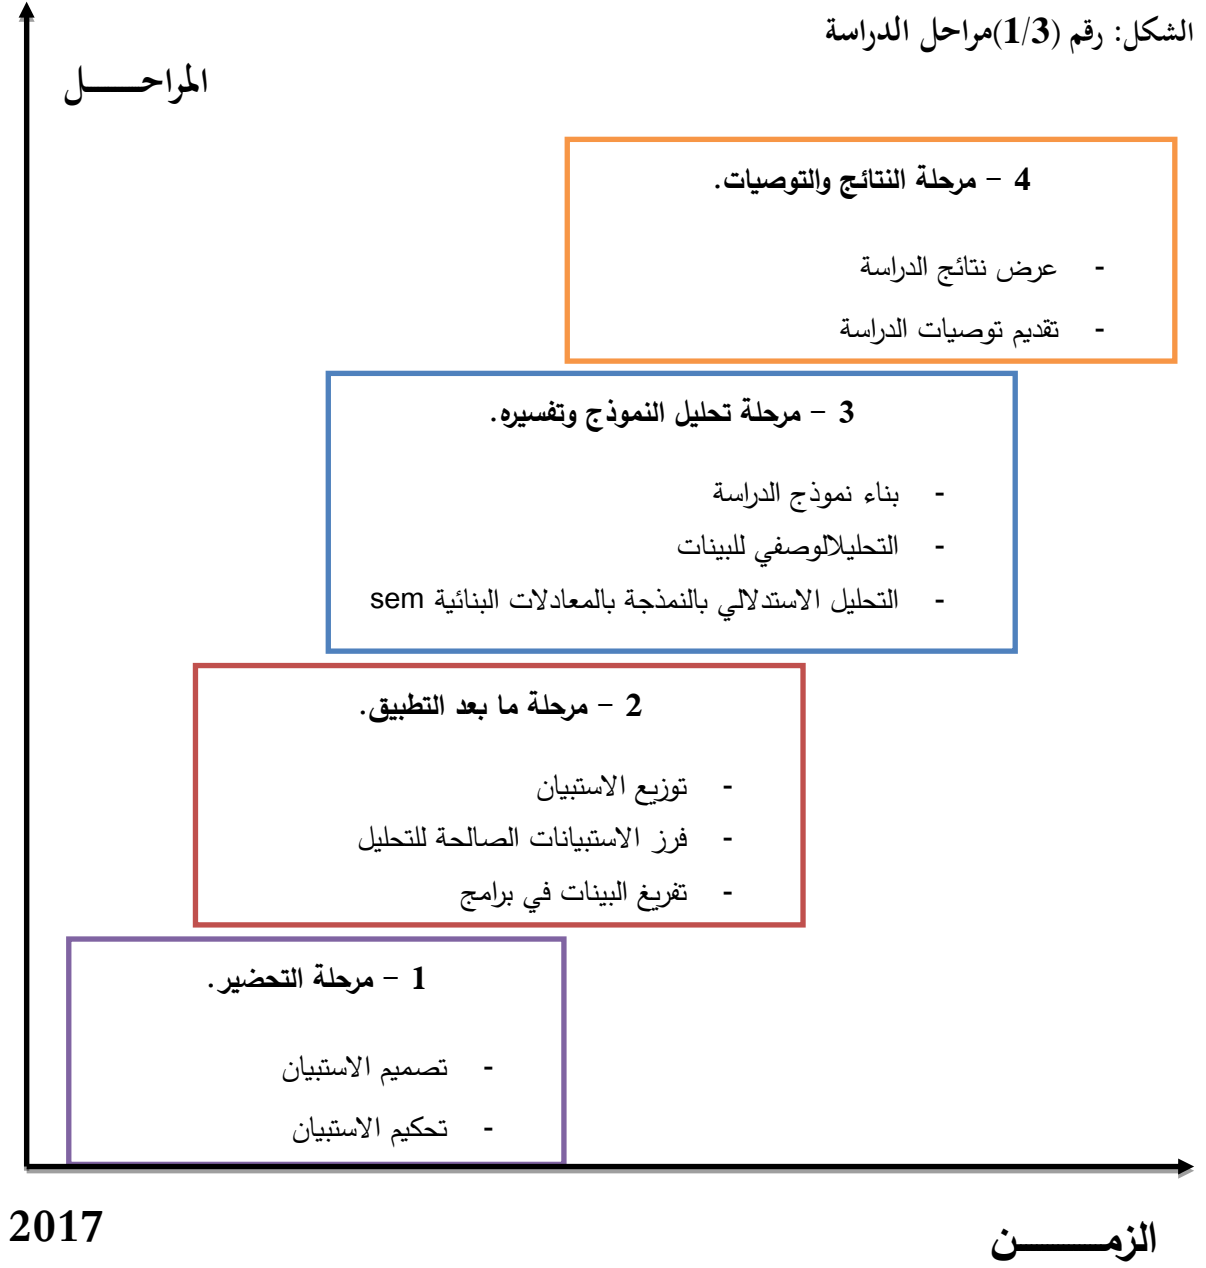 الشكل: رقم (1/3)مراحل الدراسة
المراحـــــل
4 – مرحلة النتائج والتوصيات.
- عرض نتائج الدراسة
- تقديم توصيات الدراسة
3 – مرحلة تحليل النموذج وتفسيره.
- بناء نموذج الدراسة
- التحليلالوصفي للبينات
- التحليل الاستدلالي بالنمذجة بالمعادلات البنائية sem
2 – مرحلة ما بعد التطبيق.
- توزيع الاستبيان
- فرز الاستبيانات الصالحة للتحليل
- تفريغ البينات في برامج
1 – مرحلة التحضير.
- تصميم الاستبيان
- تحكيم الاستبيان
2017
الزمـــــــن